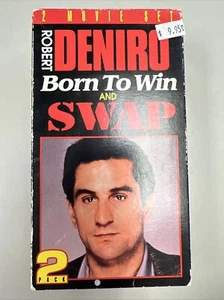 2 MOVIE SET
$ 9.95
ROBERT
DENIRO
Born To Win
AND
SWAP
2
PACK